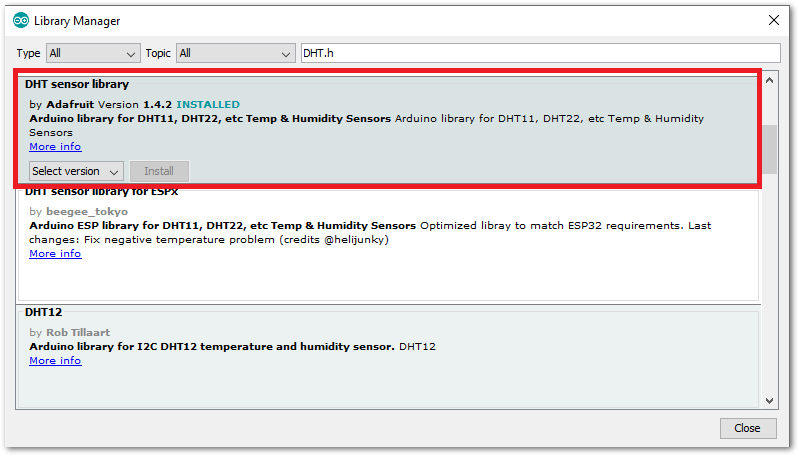 Library Manager
Type All Topic All DHT.h
DHT sensor library
by Adafruit Version 1.4.2 INSTALLED
Arduino library for DHT11, DHT22, etc Temp & Humidity Sensors Arduino library for DHT11, DHT22, etc Temp & Humidity
Sensors
More info
Select version Install
DHT sensor library for ESPx
by beegee_tokyo
Arduino ESP library for DHT11, DHT22, etc Temp & Humidity Sensors Optimized libray to match ESP32 requirements. Last
changes: Fix negative temperature problem (credits @helijunky)
More info
DHT12
by Rob Tillaart
Arduino library for I2C DHT12 temperature and humidity sensor. DHT12
More info
Close